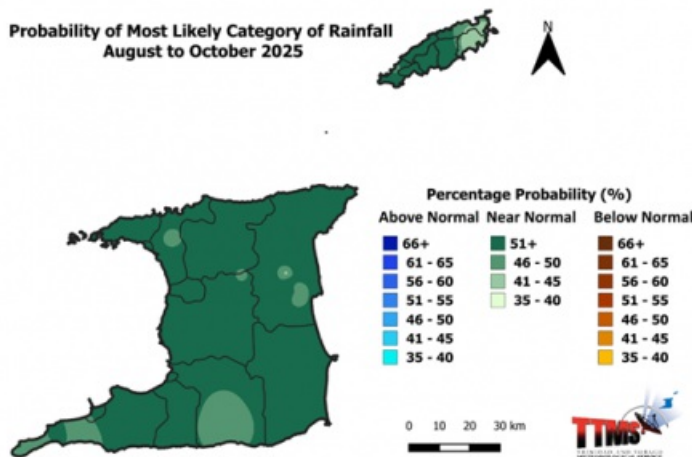 Probability of Most Likely Category of Rainfall
August to October 2025
N
Percentage Probability (%)
Above Normal Near Normal Below Normal
66+ 51+ 66+
61 - 65 46 - 50 61 - 65
56 - 60 41 - 45 56 - 60
51 - 55 35 - 40 51 - 55
46 - 50 46 - 50
41 - 45 41 - 45
35 - 40 35 - 40
0 10 20 30 km
TTMS